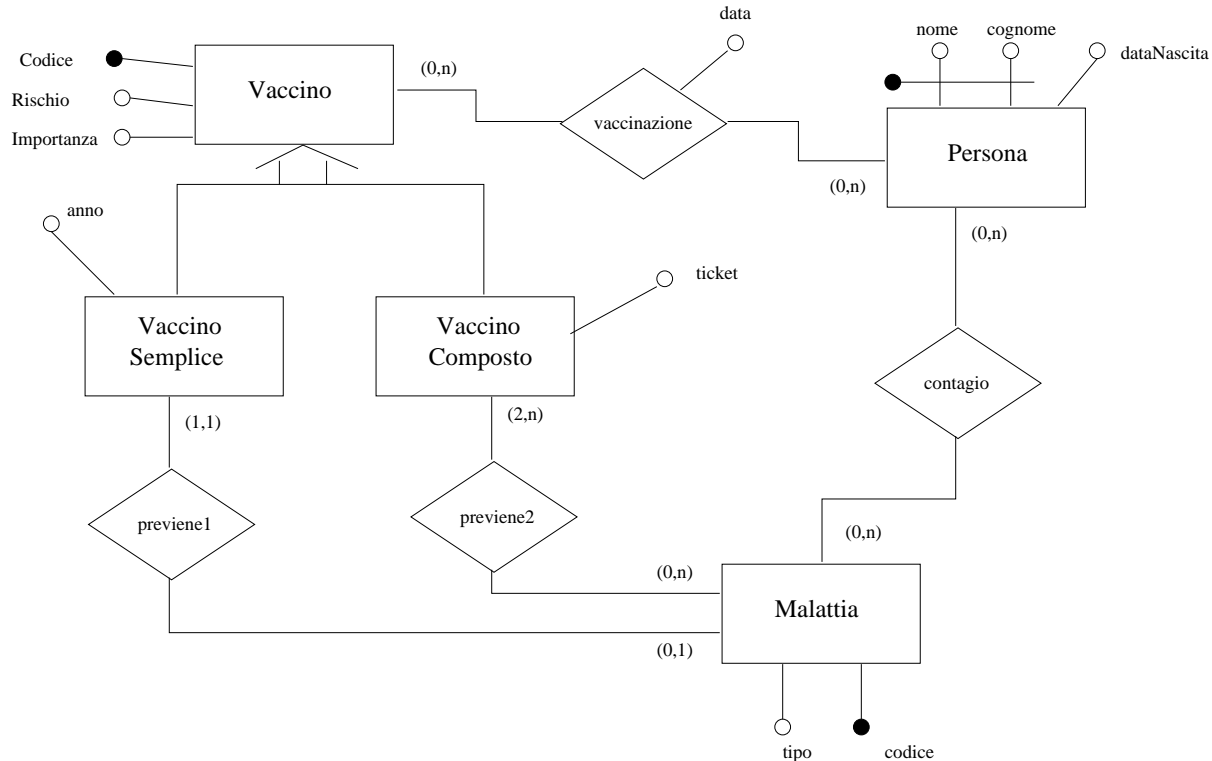 data
nome
cognome
dataNascita
Codice
Rischio
Importanza
Vaccino
(0,n)
vaccinazione
(0,n)
Persona
(0,n)
anno
ticket
Vaccino
Semplice
Vaccino
Composto
contagio
(1,1)
(2,n)
previene1
previene2
(0,n)
(0,n)
(0,1)
Malattia
tipo
codice